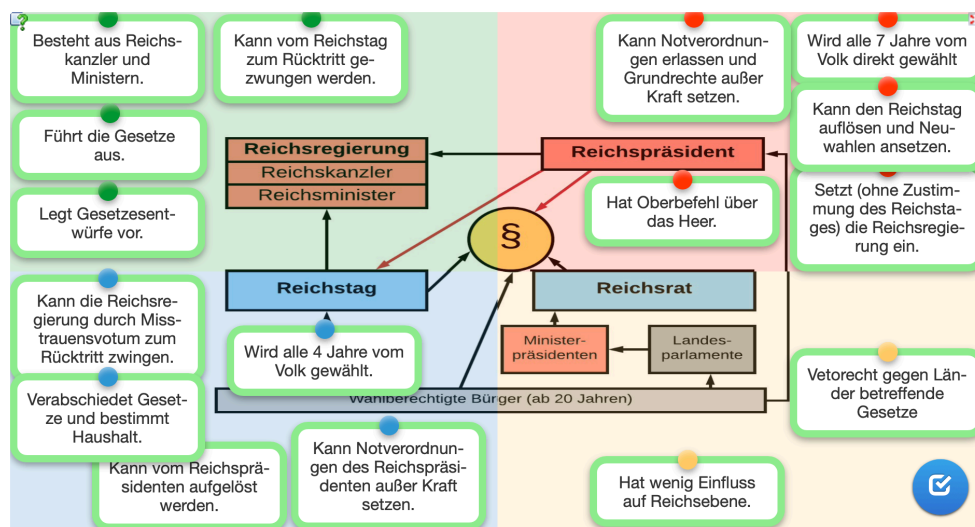 Besteht aus Reichs-
kanzler und
Ministern.
Kann vom Reichstag
zum Rücktritt ge-
zwungen werden.
Kann Notverordnun-
gen erlassen und
Grundrechte außer
Kraft setzen.
Wird alle 7 Jahre vom
Volk direkt gewählt
Führt die Gesetze
aus.
Kann den Reichstag
auflösen und Neu-
wahlen ansetzen.
Reichsregierung
Reichskanzler
Reichsminister
Reichspräsident
Legt Gesetzesent-
würfe vor.
Hat Oberbefehl über
das Heer.
Setzt (ohne Zustim-
mung des Reichsta-
ges) die Reichsregie-
rung ein.
§
Kann die Reichsre-
gierung durch Miss-
trauensvotum zum
Rücktritt zwingen.
Reichstag
Reichsrat
Wird alle 4 Jahre vom
Volk gewählt.
Minister-
präsidenten
Landes-
parlamente
Vetorecht gegen Län-
der betreffende
Gesetze
Verabschiedet Geset-
ze und bestimmt
Haushalt.
Wahlberechtigte Bürger (ab 20 Jahren)
Kann vom Reichsprä-
sidenten aufgelöst
werden.
Kann Notverordnun-
gen des Reichspräsi-
denten außer Kraft
setzen.
Hat wenig Einfluss
auf Reichsebene.